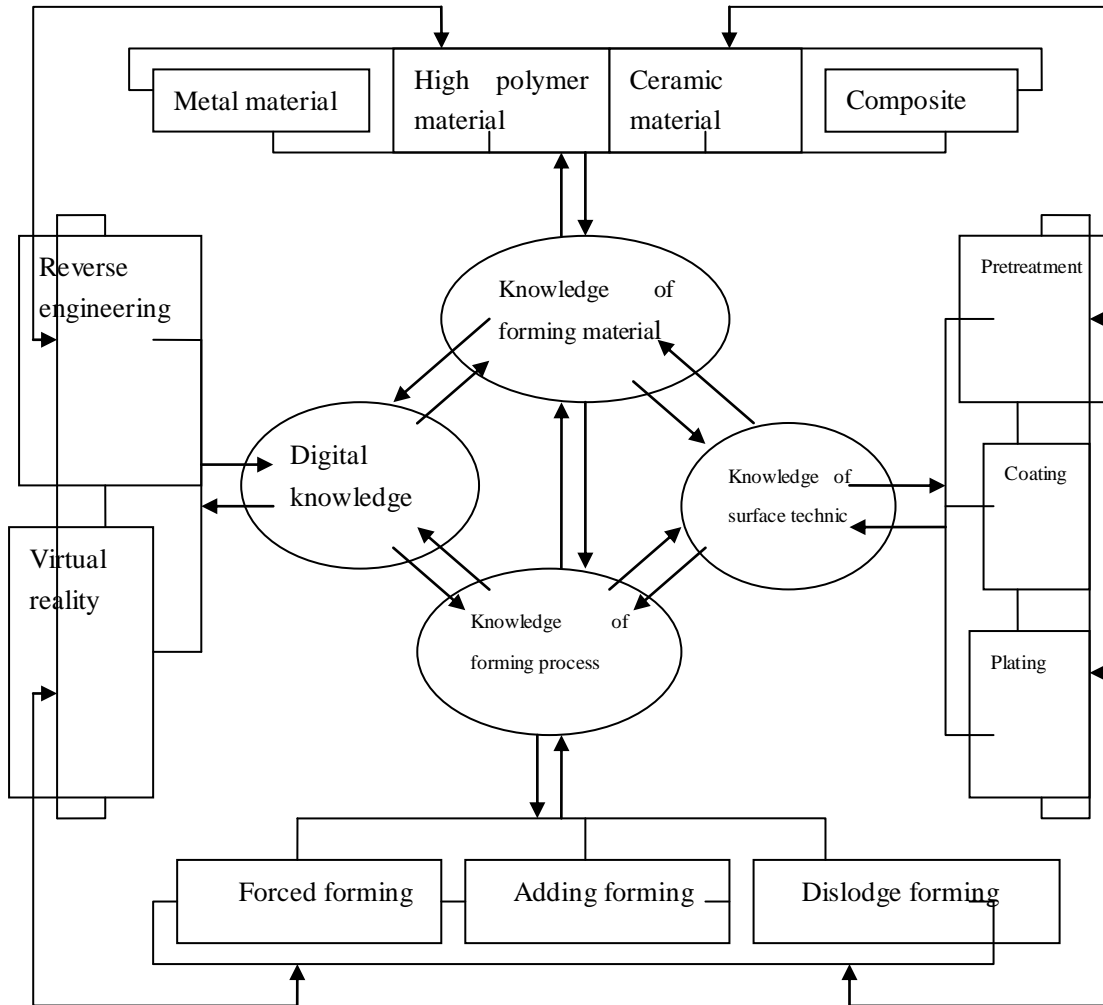 Metal material
High polymer
material
Ceramic
material
Composite
Reverse
engineering
Knowledge of
forming material
Pretreatment
Digital
knowledge
Knowledge of
surface technic
Coating
Virtual
reality
Knowledge of
forming process
Plating
Forced forming
Adding forming
Dislodge forming